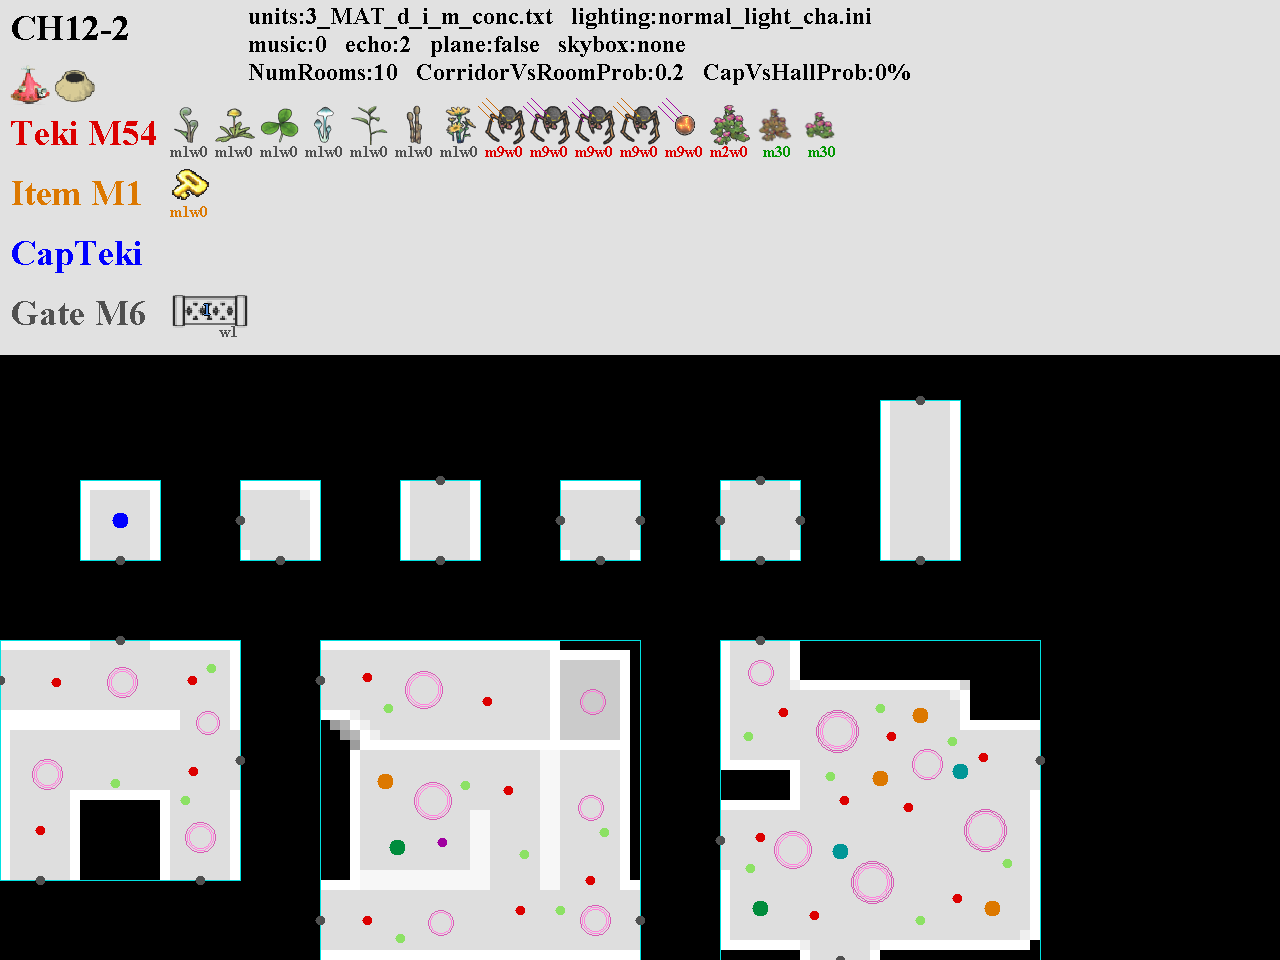 CH12-2
units:3_MAT_d_i_m_conc.txt lighting:normal_light_cha.ini
music:0 echo:2 plane:false skybox:none
NumRooms:10 CorridorVsRoomProb:0.2 CapVsHallProb:0%
Teki M54
m1w0 m1w0 m1w0 m1w0 m1w0 m1w0 m1w0 m9w0 m9w0 m9w0 m9w0 m9w0 m2w0 m30 m30
Item M1
m1w0
CapTeki
Gate M6
w1